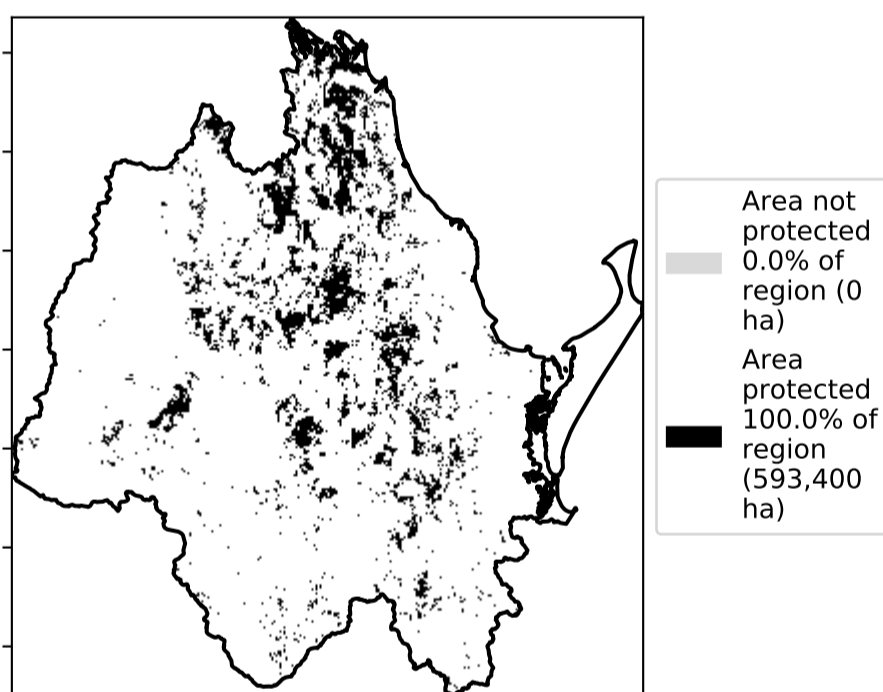 Area not
protected
0.0% of
region (0
ha)
Area
protected
100.0% of
region
(593,400
ha)